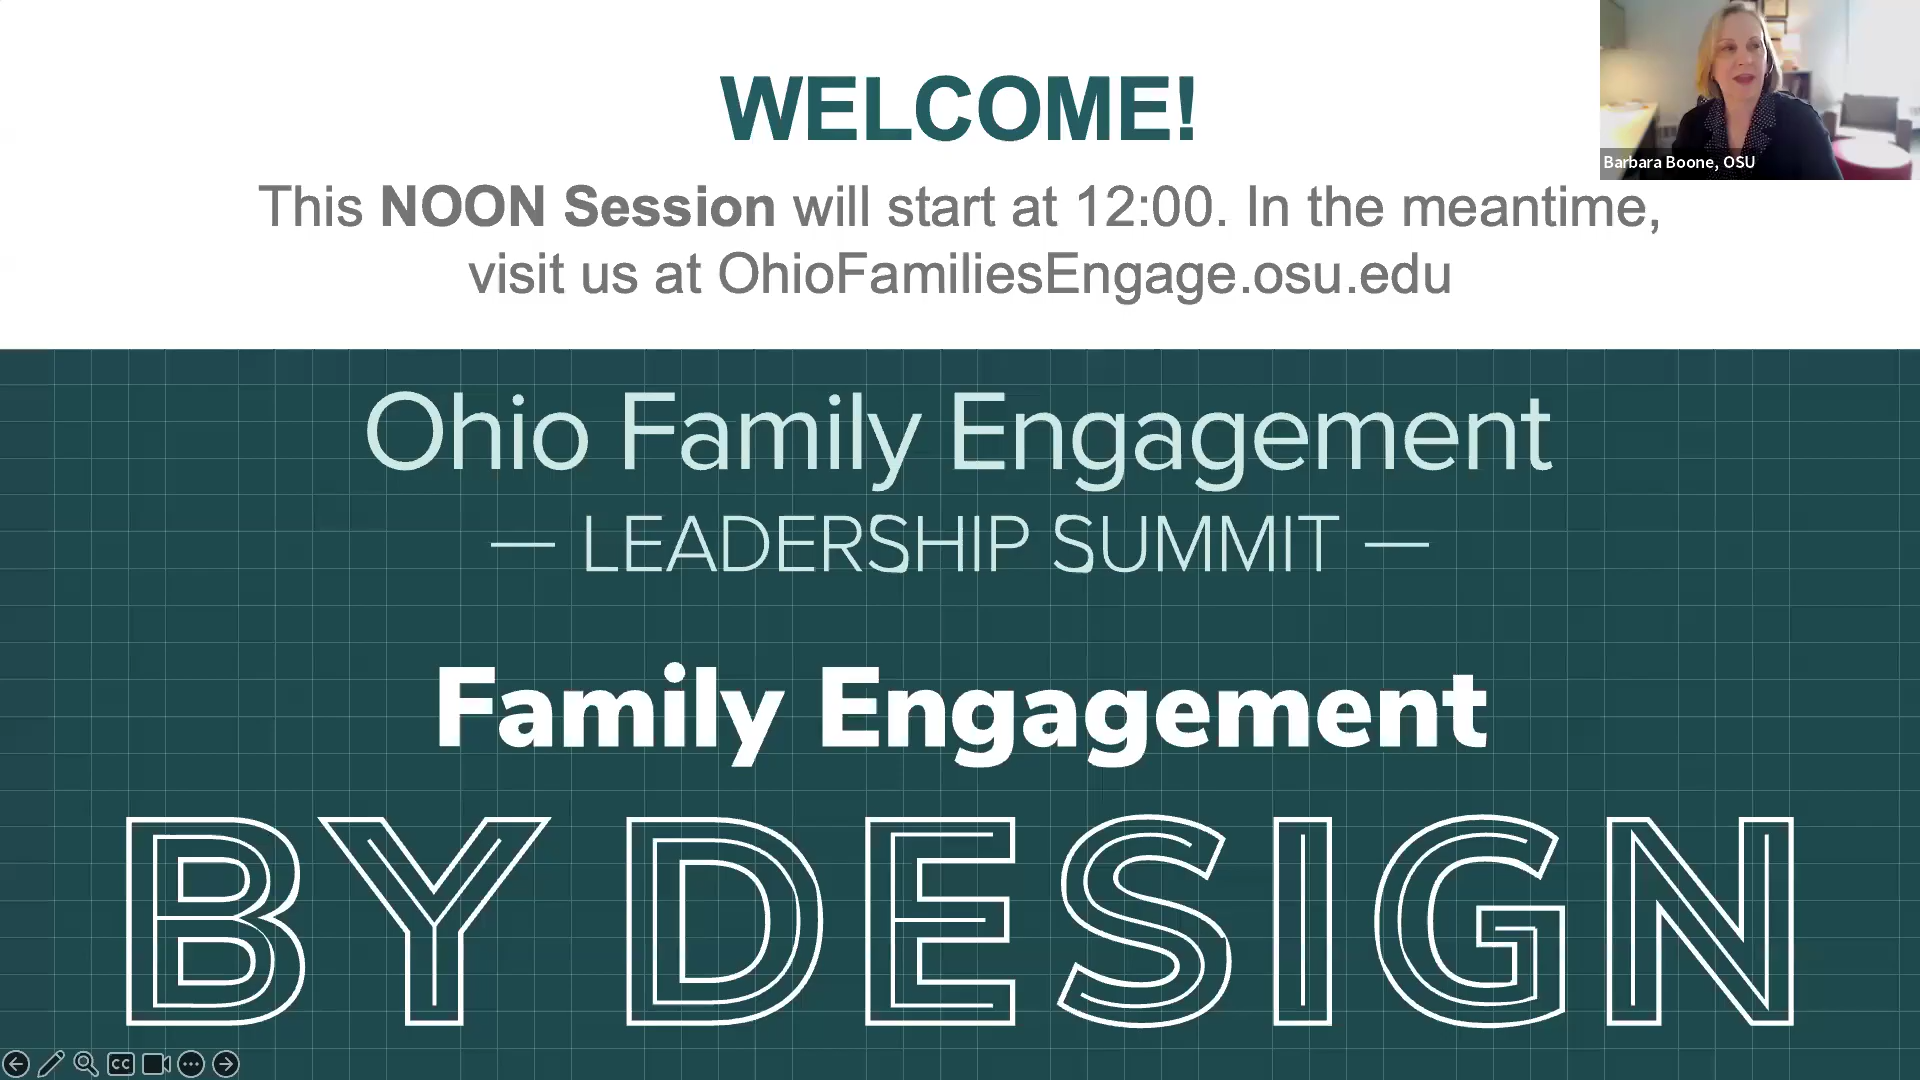 WELCOME!
This NOON Session will start at 12:00. In the meantime,
visit us at OhioFamiliesEngage.osu.edu
Barbara Boone, OSU
Ohio Family Engagement
— LEADERSHIP SUMMIT —
Family Engagement
BY DESIGN
CC